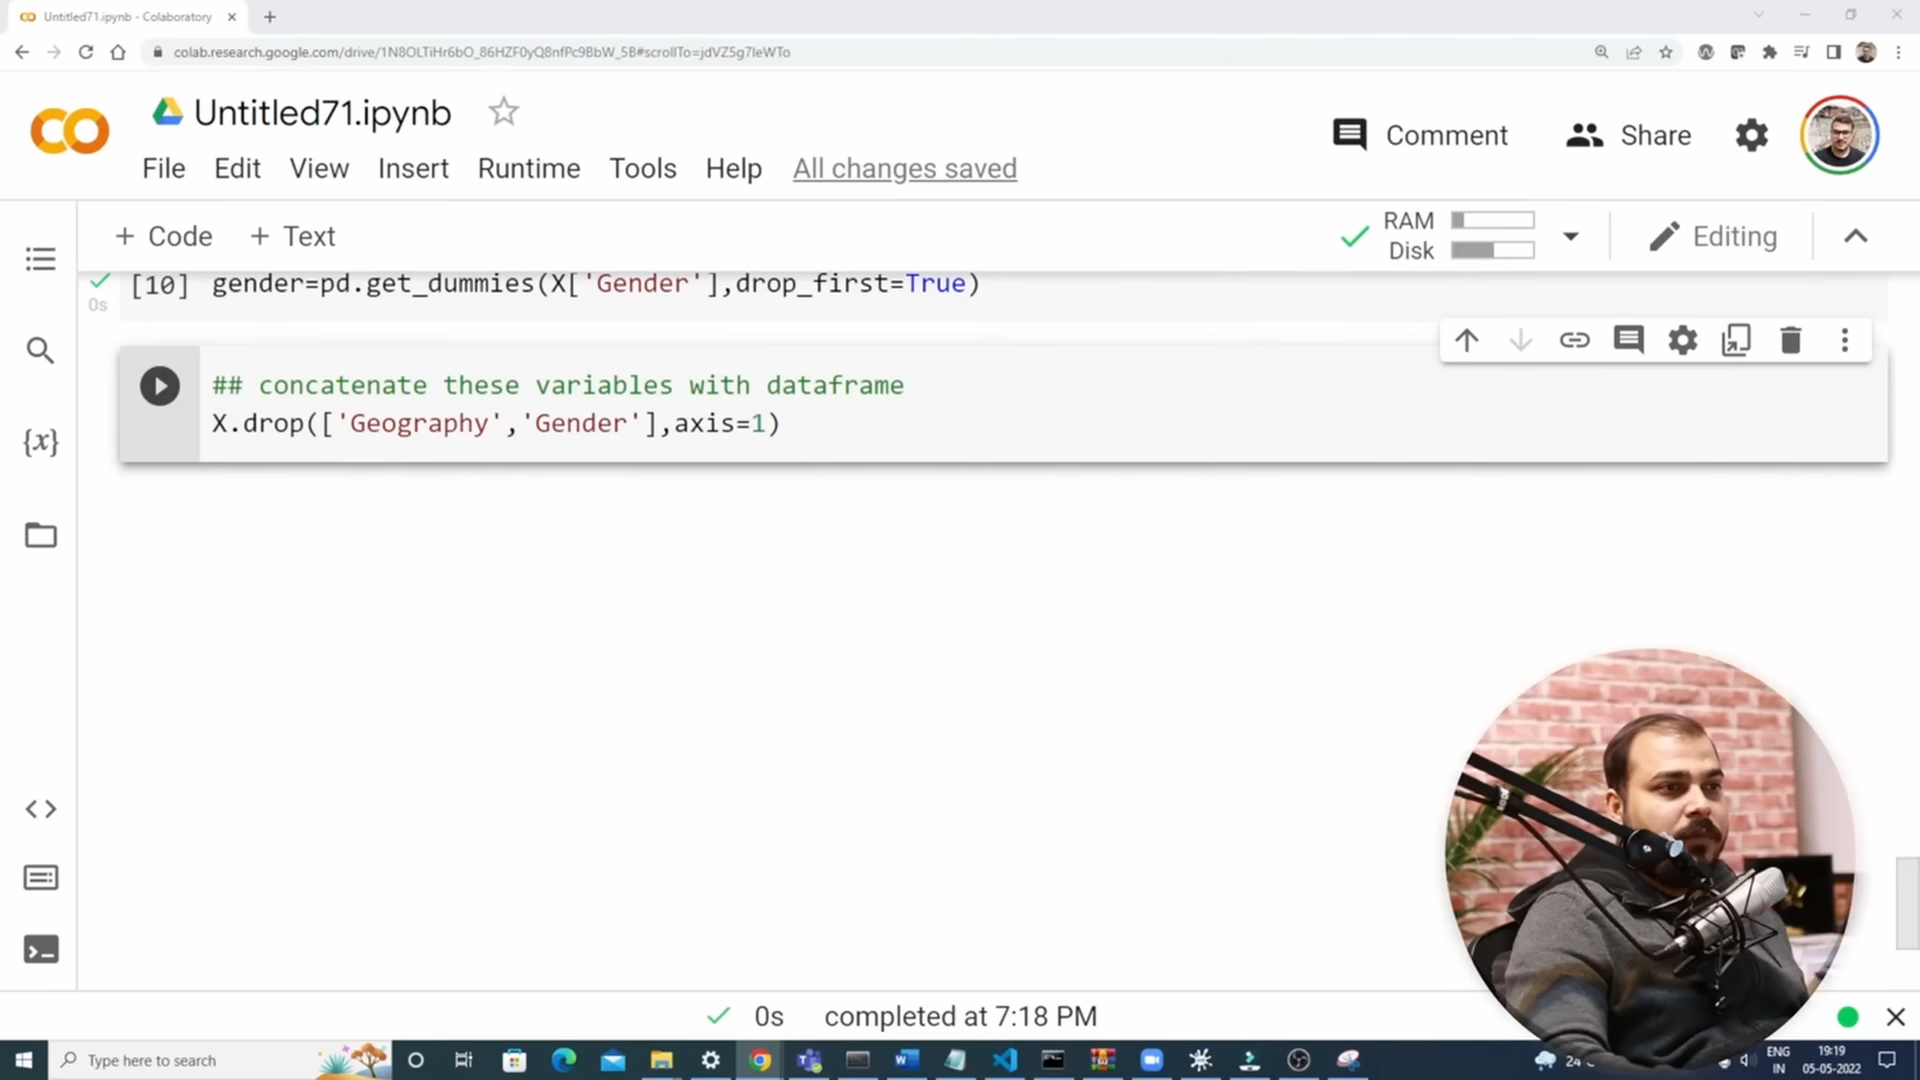 Untitled71.ipynb - Colaboratory
colab.research.google.com/drive/1N8OLTiHr6bO_86HZF0yQ8nfPc9BbW_5B#scrollTo=jdVZ5g7IeWTo
CO
Untitled71.ipynb
Comment
Share
File Edit View Insert Runtime Tools Help All changes saved
+ Code + Text
RAM
Disk
Editing
[10] gender=pd.get_dummies(X['Gender'],drop_first=True)
0s
## concatenate these variables with dataframe
X.drop(['Geography','Gender'],axis=1)
{x}
0s completed at 7:18 PM
Type here to search
24
ENG
IN
19:19
05-05-2022